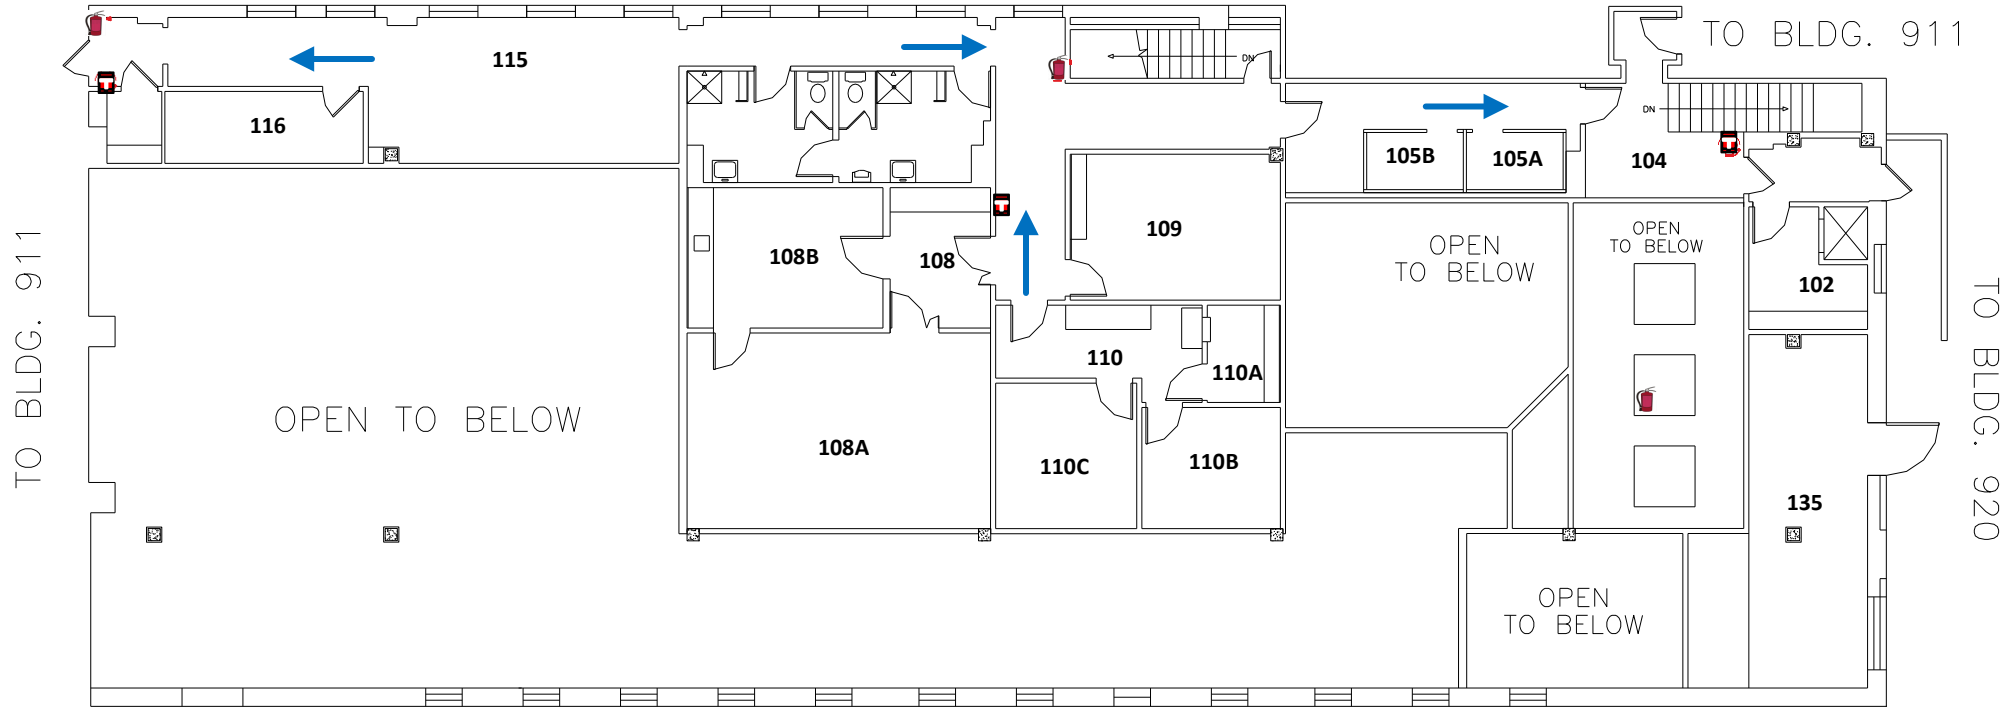 TO BLDG. 911
115
DN
116
DN
105B
105A
104
109
OPEN
TO BELOW
OPEN
TO BELOW
108B
108
102
TO BLDG. 911
TO BLDG. 920
110
110A
OPEN TO BELOW
108A
110C
110B
135
OPEN
TO BELOW